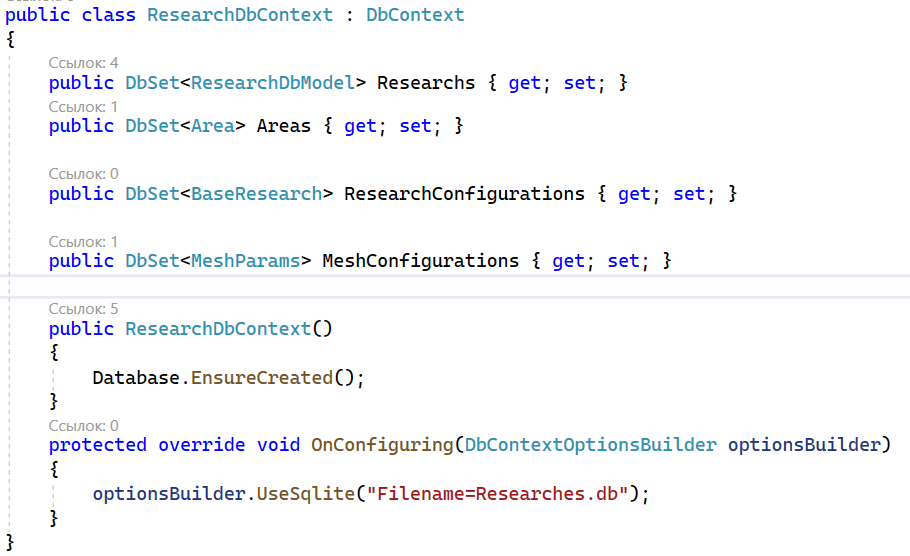 public class ResearchDbContext : DbContext
{
Ссылок: 4
public DbSet<ResearchDbModel> Researchs { get; set; }
Ссылок: 1
public DbSet<Area> Areas { get; set; }
Ссылок: 0
public DbSet<BaseResearch> ResearchConfigurations { get; set; }
Ссылок: 1
public DbSet<MeshParams> MeshConfigurations { get; set; }
Ссылок: 5
public ResearchDbContext()
{
Database.EnsureCreated();
}
Ссылок: 0
protected override void OnConfiguring(DbContextOptionsBuilder optionsBuilder)
{
optionsBuilder.UseSqlite("Filename=Researches.db");
}
}